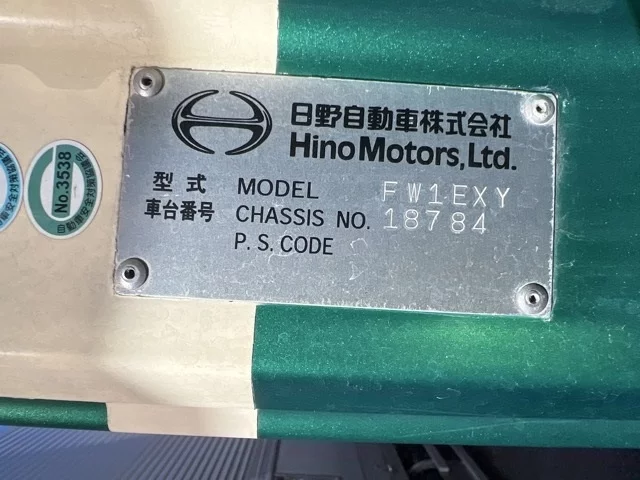 日野自動車株式会社
Hino Motors, Ltd.
型式 MODEL FW1EXY
車台番号 CHASSIS NO. 18784
P. S. CODE
No.3538